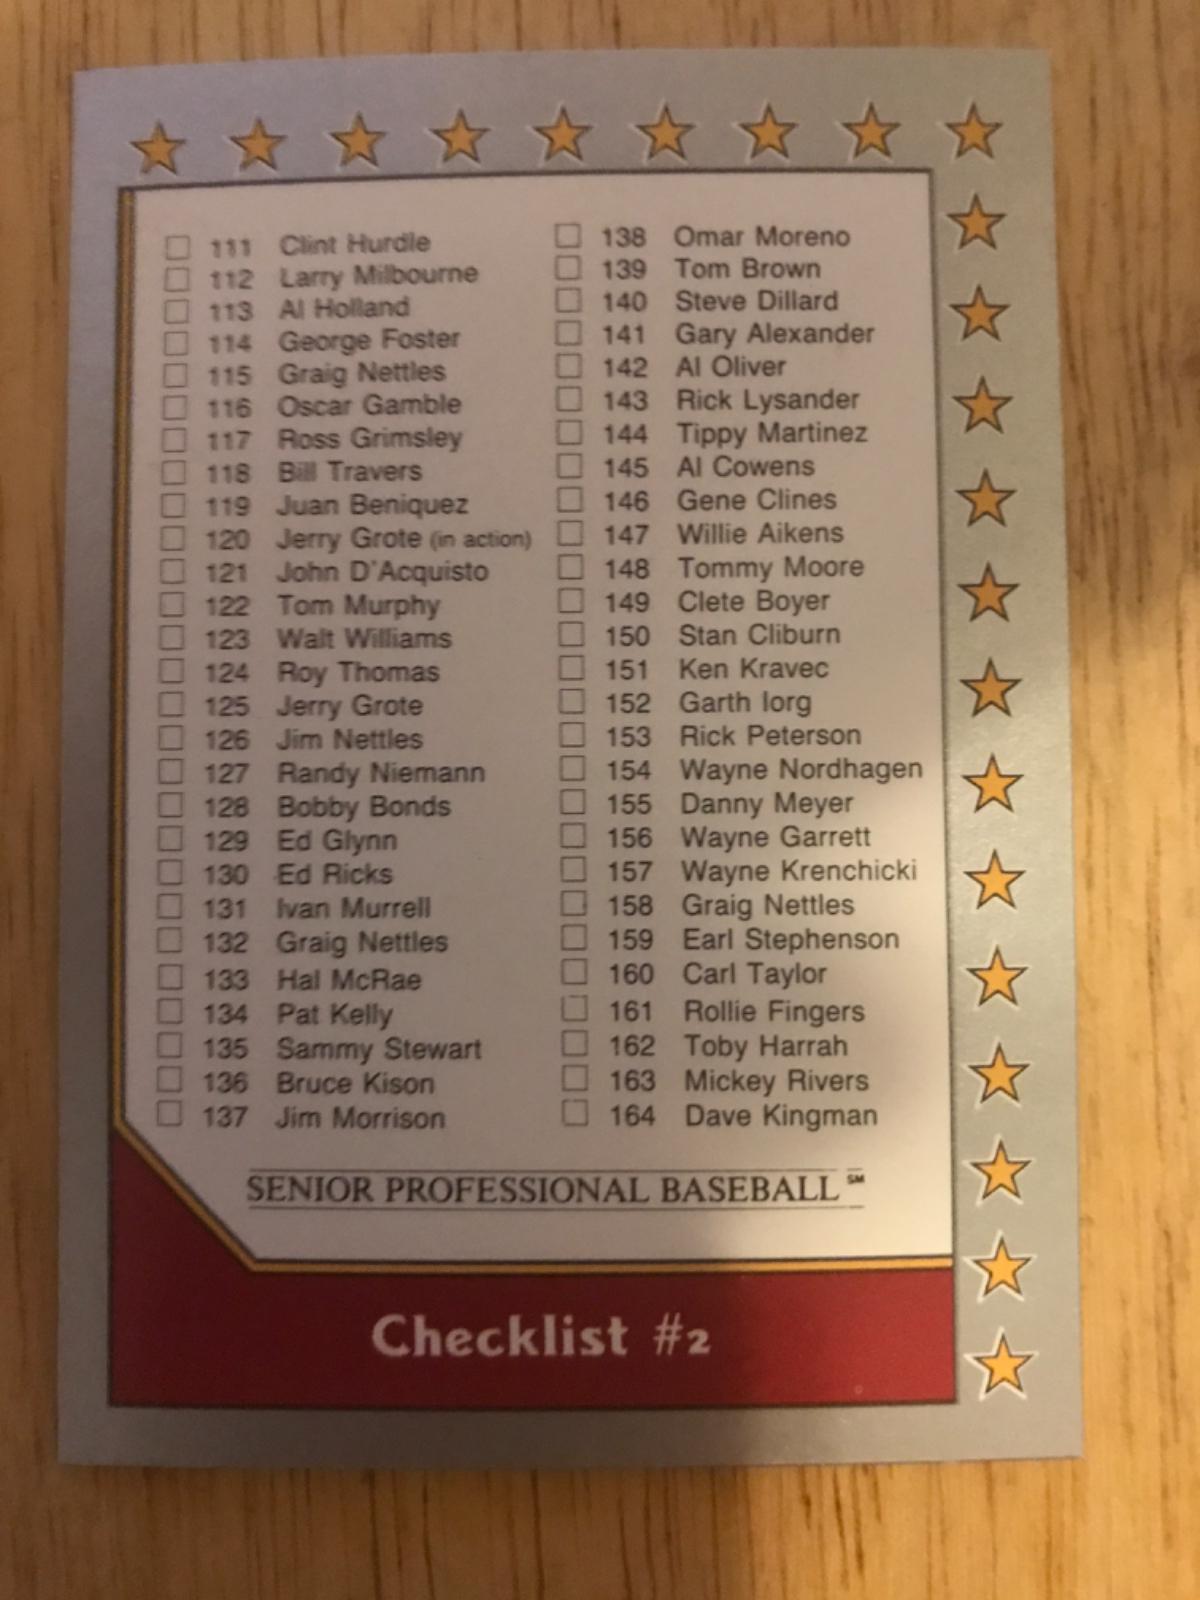 111 Clint Hurdle
112 Larry Milbourne
113 Al Holland
114 George Foster
115 Graig Nettles
116 Oscar Gamble
117 Ross Grimsley
118 Bill Travers
119 Juan Beniquez
120 Jerry Grote (in action)
121 John D'Acquisto
122 Tom Murphy
123 Walt Williams
124 Roy Thomas
125 Jerry Grote
126 Jim Nettles
127 Randy Niemann
128 Bobby Bonds
129 Ed Glynn
130 Ed Ricks
131 Ivan Murrell
132 Graig Nettles
133 Hal McRae
134 Pat Kelly
135 Sammy Stewart
136 Bruce Kison
137 Jim Morrison
138 Omar Moreno
139 Tom Brown
140 Steve Dillard
141 Gary Alexander
142 Al Oliver
143 Rick Lysander
144 Tippy Martinez
145 Al Cowens
146 Gene Clines
147 Willie Aikens
148 Tommy Moore
149 Clete Boyer
150 Stan Cliburn
151 Ken Kravec
152 Garth Iorg
153 Rick Peterson
154 Wayne Nordhagen
155 Danny Meyer
156 Wayne Garrett
157 Wayne Krenchicki
158 Graig Nettles
159 Earl Stephenson
160 Carl Taylor
161 Rollie Fingers
162 Toby Harrah
163 Mickey Rivers
164 Dave Kingman
SENIOR PROFESSIONAL BASEBALL℠
Checklist #2